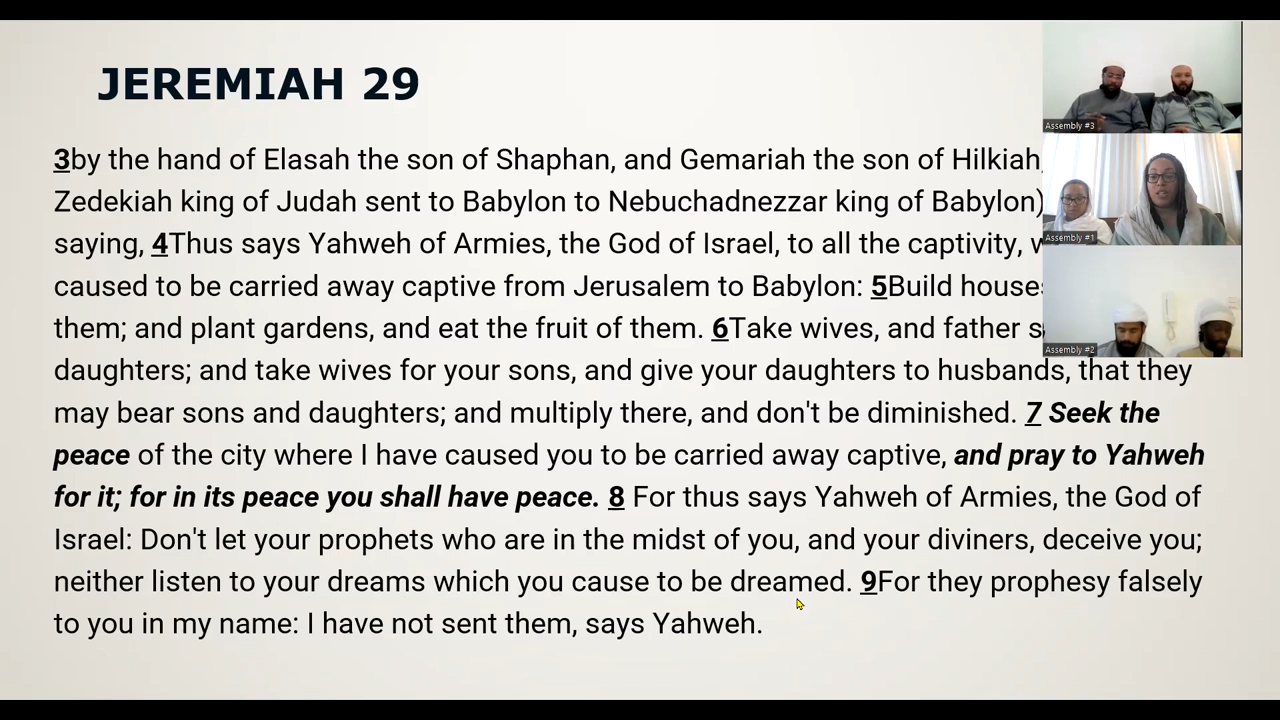 JEREMIAH 29
3by the hand of Elasah the son of Shaphan, and Gemariah the son of Hilkiah,
Zedekiah king of Judah sent to Babylon to Nebuchadnezzar king of Babylon)
saying, 4Thus says Yahweh of Armies, the God of Israel, to all the captivity,
caused to be carried away captive from Jerusalem to Babylon: 5Build houses
them; and plant gardens, and eat the fruit of them. 6Take wives, and father
daughters; and take wives for your sons, and give your daughters to husbands, that they
may bear sons and daughters; and multiply there, and don't be diminished. 7 Seek the
peace of the city where I have caused you to be carried away captive, and pray to Yahweh
for it; for in its peace you shall have peace. 8 For thus says Yahweh of Armies, the God of
Israel: Don't let your prophets who are in the midst of you, and your diviners, deceive you;
neither listen to your dreams which you cause to be dreamed. 9For they prophesy falsely
to you in my name: I have not sent them, says Yahweh.
Assembly #3
Assembly #1
Assembly #2